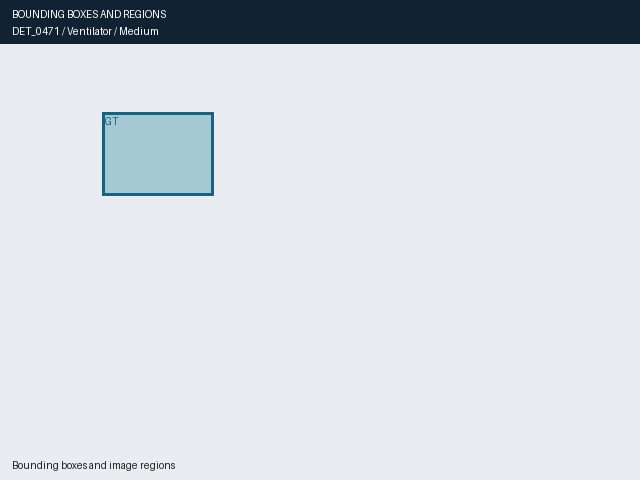 BOUNDING BOXES AND REGIONS
DET_0471 / Ventilator / Medium
GT
Bounding boxes and image regions